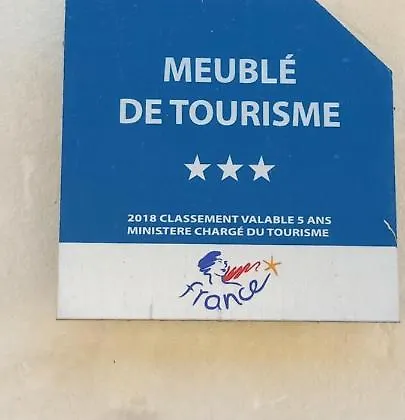 MEUBLÉ
DE TOURISME
★★★
2018 CLASSEMENT VALABLE 5 ANS
MINISTERE CHARGÉ DU TOURISME
france